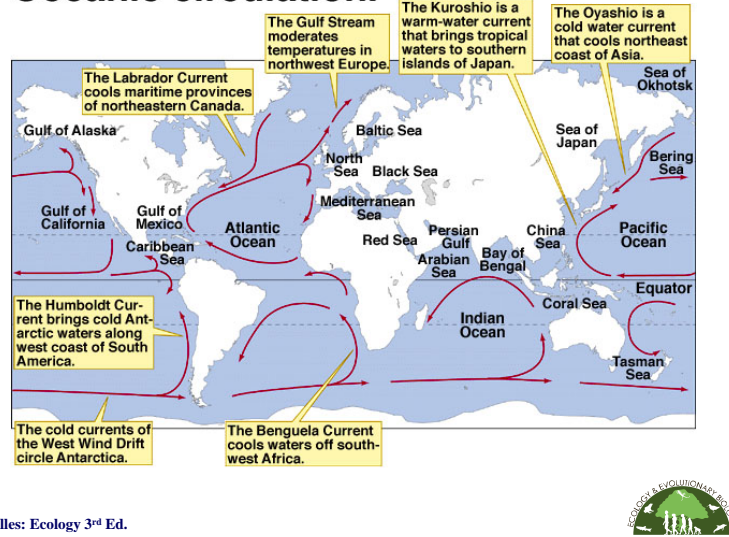 Oceanic Circulation.
The Gulf Stream
moderates
temperatures in
northwest Europe.
The Kuroshio is a
warm-water current
that brings tropical
waters to southern
islands of Japan.
The Oyashio is a
cold water current
that cools northeast
coast of Asia.
The Labrador Current
cools maritime provinces
of northeastern Canada.
Sea of
Okhotsk
Gulf of Alaska
Baltic Sea
Sea of
Japan
North
Sea
Black Sea
Bering
Sea
Mediterranean
Sea
Gulf of
California
Gulf of
Mexico
Atlantic
Ocean
Caribbean
Sea
Red Sea
Persian
Gulf
Arabian
Sea
Bay of
Bengal
China
Sea
Pacific
Ocean
Equator
Coral Sea
Indian
Ocean
Tasman
Sea
The Humboldt Cur-
rent brings cold Ant-
arctic waters along
west coast of South
America.
The cold currents of
the West Wind Drift
circle Antarctica.
The Benguela Current
cools waters off south-
west Africa.
lles: Ecology 3rd Ed.
ECOLOGY & EVOLUTIONARY BIOLO